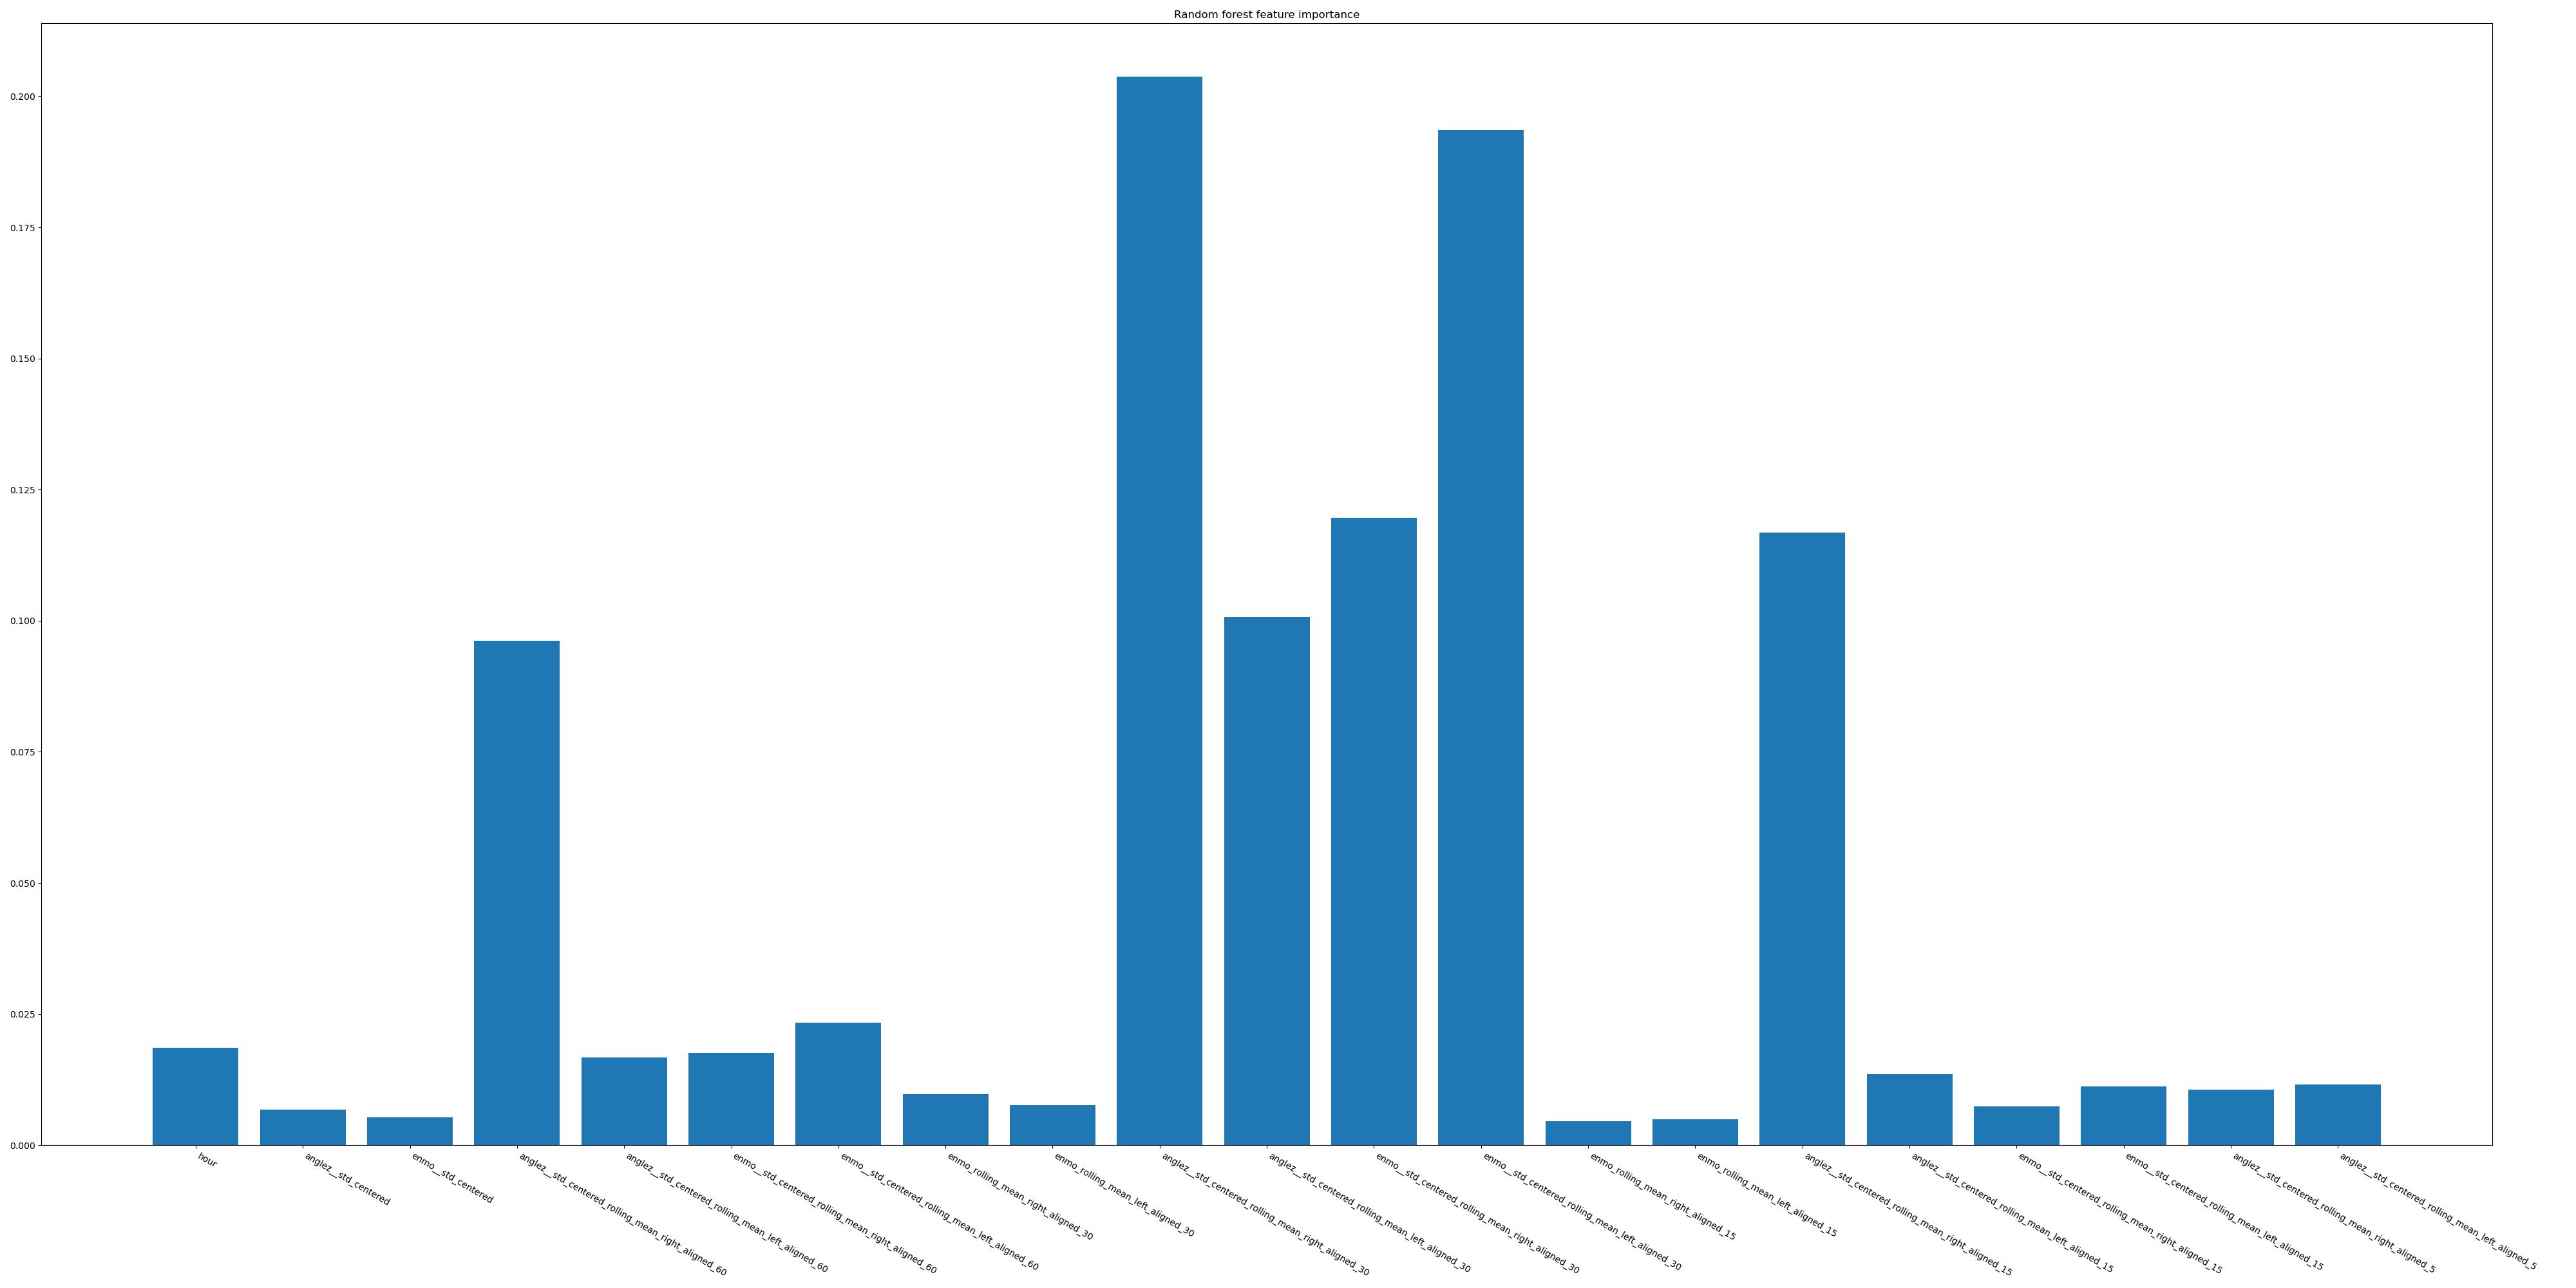 Random forest feature importance
0.200
0.175
0.150
0.125
0.100
0.075
0.050
0.025
0.000
hour
anglez__std_centered
enmo__std_centered
anglez__std_centered_rolling_mean_right_aligned_60
anglez__std_centered_rolling_mean_left_aligned_60
enmo__std_centered_rolling_mean_right_aligned_60
enmo__std_centered_rolling_mean_left_aligned_60
enmo_rolling_mean_right_aligned_30
enmo_rolling_mean_left_aligned_30
anglez__std_centered_rolling_mean_right_aligned_30
anglez__std_centered_rolling_mean_left_aligned_30
enmo__std_centered_rolling_mean_right_aligned_30
enmo__std_centered_rolling_mean_left_aligned_30
enmo_rolling_mean_right_aligned_15
enmo_rolling_mean_left_aligned_15
anglez__std_centered_rolling_mean_right_aligned_15
anglez__std_centered_rolling_mean_left_aligned_15
enmo__std_centered_rolling_mean_right_aligned_15
enmo__std_centered_rolling_mean_left_aligned_15
anglez__std_centered_rolling_mean_right_aligned_5
anglez__std_centered_rolling_mean_left_aligned_5